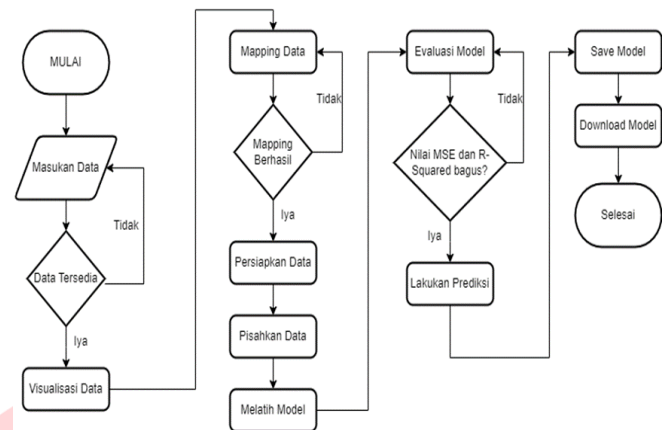 MULAI
Masukan Data
Tidak
Data Tersedia
Iya
Visualisasi Data
Mapping Data
Tidak
Mapping
Berhasil
Iya
Persiapkan Data
Pisahkan Data
Melatih Model
Evaluasi Model
Tidak
Nilai MSE dan R-
Squared bagus?
Iya
Lakukan Prediksi
Save Model
Download Model
Selesai